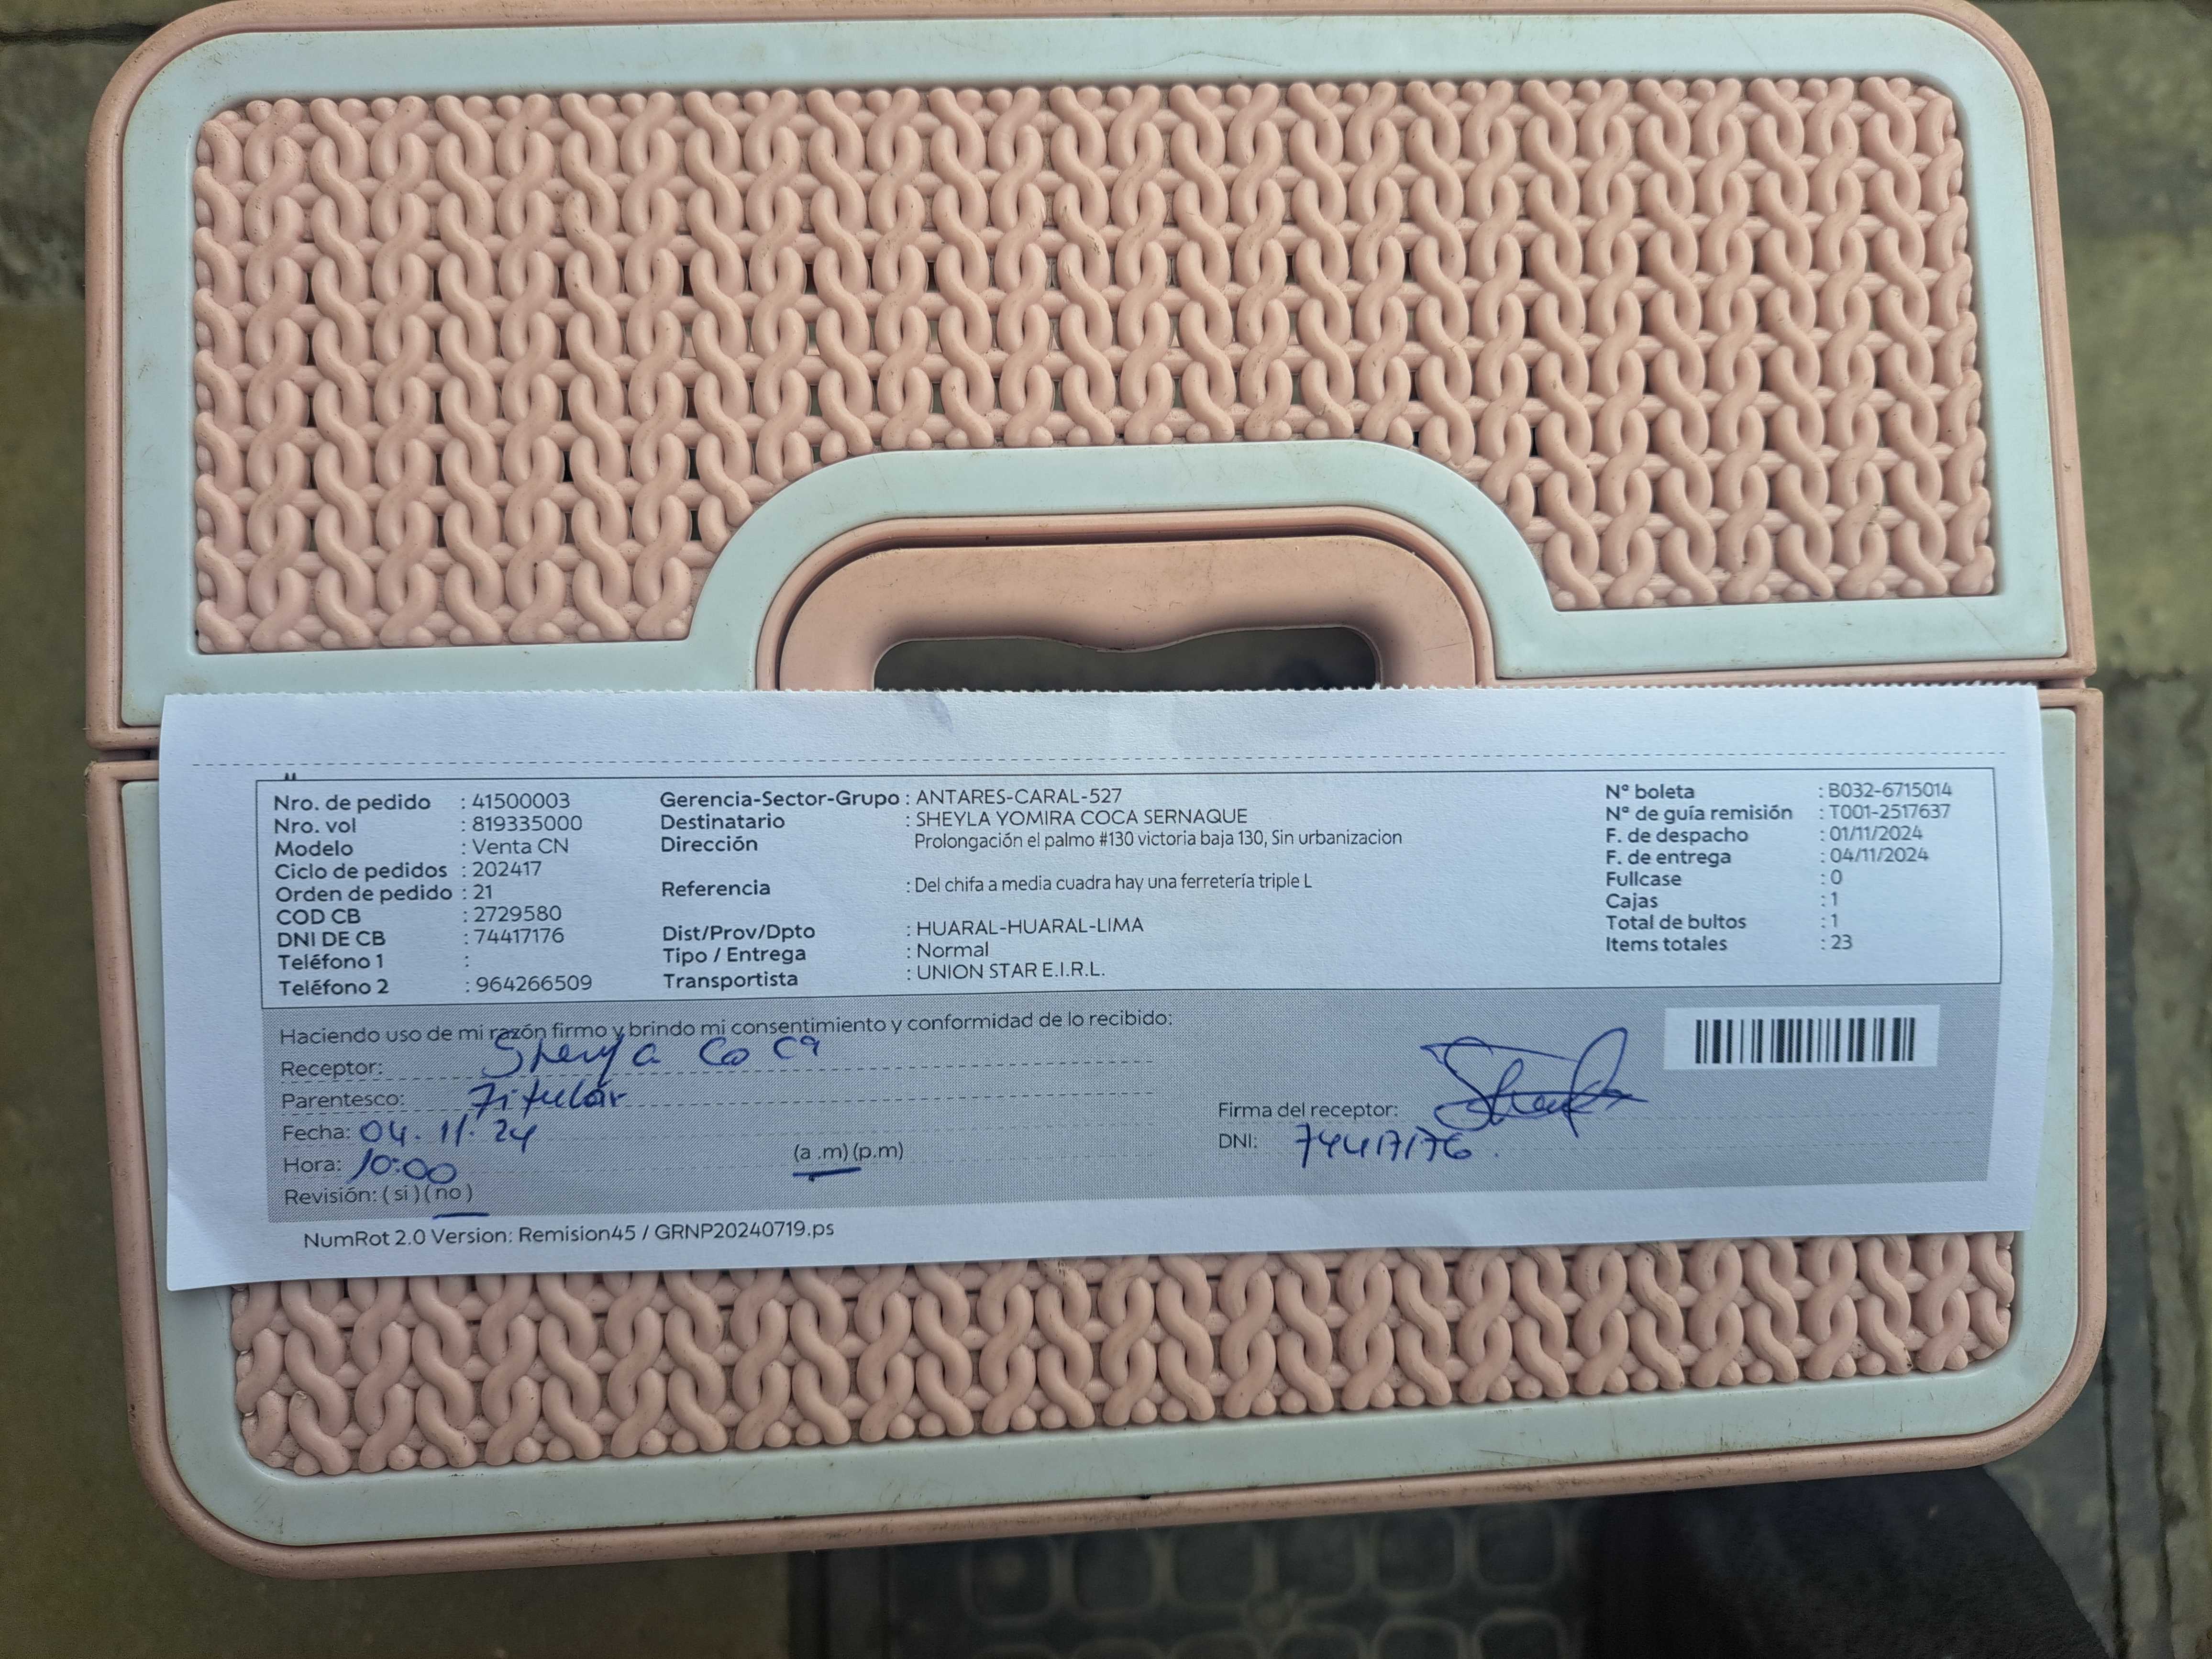 Nro. de pedido : 41500003
Nro. vol : 819335000
Modelo : Venta CN
Ciclo de pedidos : 202417
Orden de pedido : 21
COD CB : 2729580
DNI DE CB : 74417176
Teléfono 1 :
Teléfono 2 : 964266509
Gerencia-Sector-Grupo : ANTARES-CARAL-527
Destinatario : SHEYLA YOMIRA COCA SERNAQUE
Dirección Prolongación el palmo #130 victoria baja 130, Sin urbanizacion
Referencia : Del chifa a media cuadra hay una ferretería triple L
Dist/Prov/Dpto : HUARAL-HUARAL-LIMA
Tipo / Entrega : Normal
Transportista : UNION STAR E.I.R.L.
Nº boleta : B032-6715014
Nº de guía remisión : T001-2517637
F. de despacho : 01/11/2024
F. de entrega : 04/11/2024
Fullcase : 0
Cajas : 1
Total de bultos : 1
Items totales : 23
Haciendo uso de mi razón firmo y brindo mi consentimiento y conformidad de lo recibido:
Receptor: Sheyla Coca
Parentesco: Titular
Fecha: 04.11.24
Hora: 10:00 (a .m) (p.m)
Revisión: ( si ) ( no )
Firma del receptor:
DNI: 74417176.
NumRot 2.0 Version: Remision45 / GRNP20240719.ps